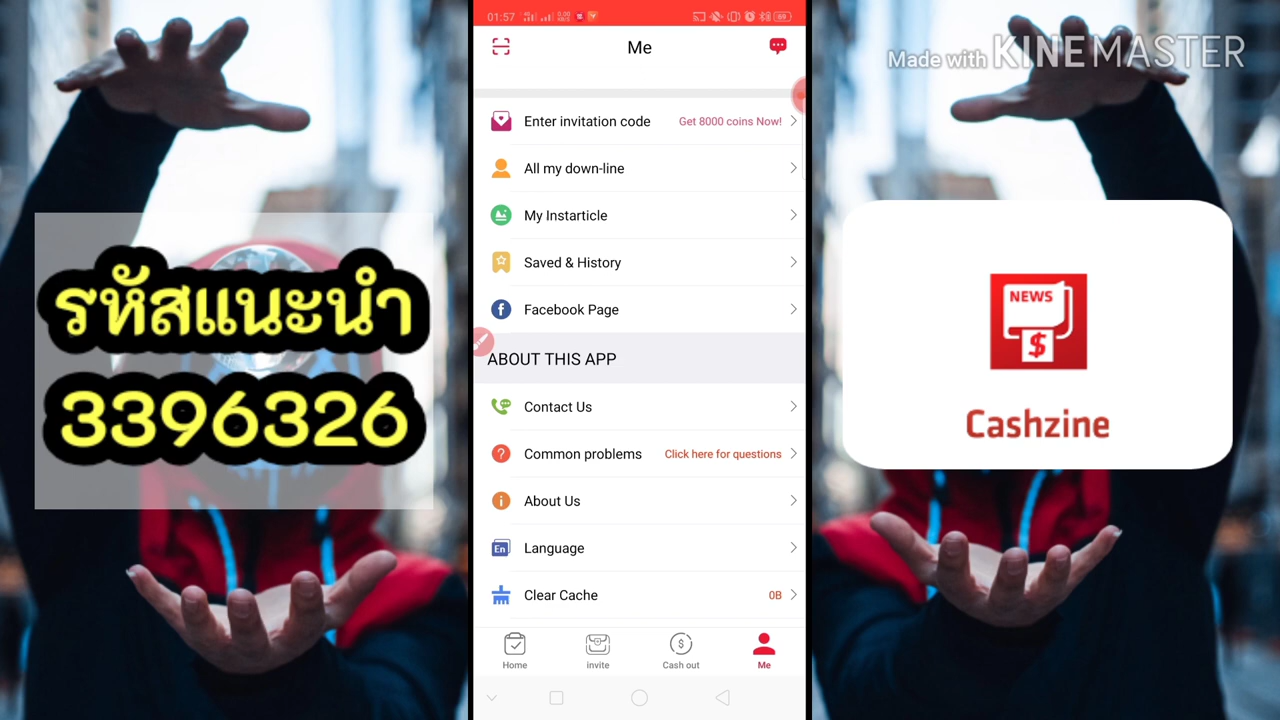 01:57
Me
Enter invitation code Get 8000 coins Now!
All my down-line
My Instarticle
Saved & History
Facebook Page
ABOUT THIS APP
Contact Us
Common problems Click here for questions
About Us
Language
Clear Cache 0B
Home invite Cash out Me
รหัสแนะนำ
3396326
Made with KINEMASTER
NEWS
$
Cashzine